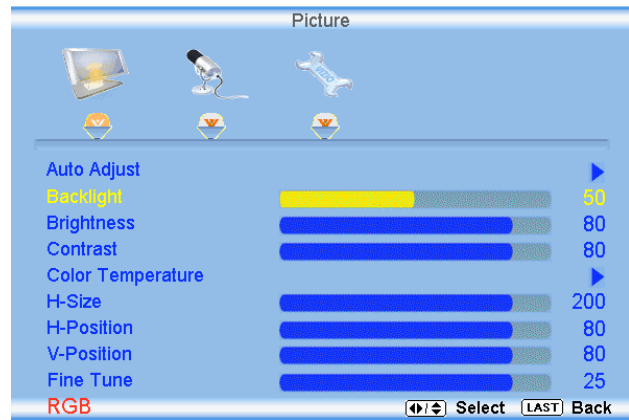 Picture
VIZIO
Auto Adjust
Backlight 50
Brightness 80
Contrast 80
Color Temperature
H-Size 200
H-Position 80
V-Position 80
Fine Tune 25
RGB Select LAST Back